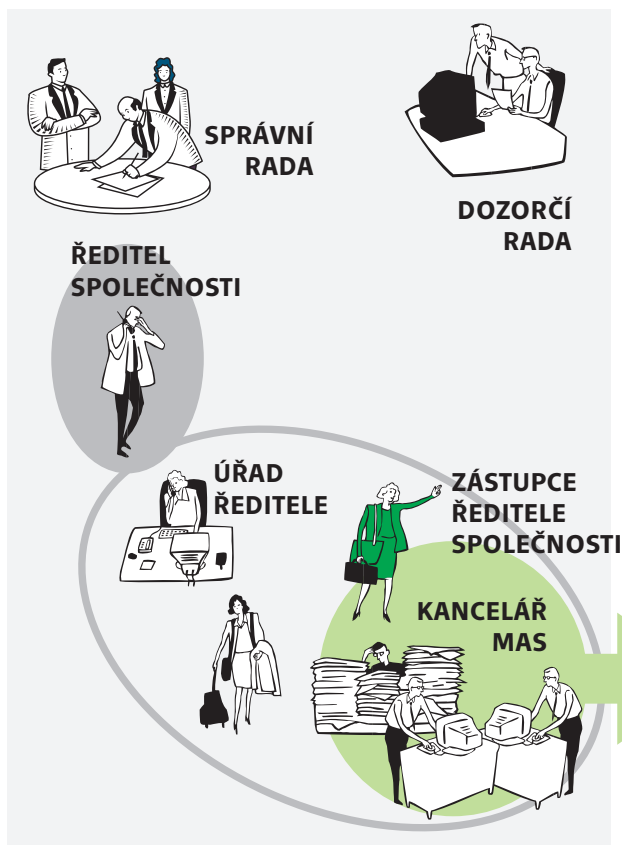 SPRÁVNÍ
RADA
DOZORČÍ
RADA
ŘEDITEL
SPOLEČNOSTI
ÚŘAD
ŘEDITELE
ZÁSTUPCE
ŘEDITELE
SPOLEČNOSTI
KANCELÁŘ
MAS